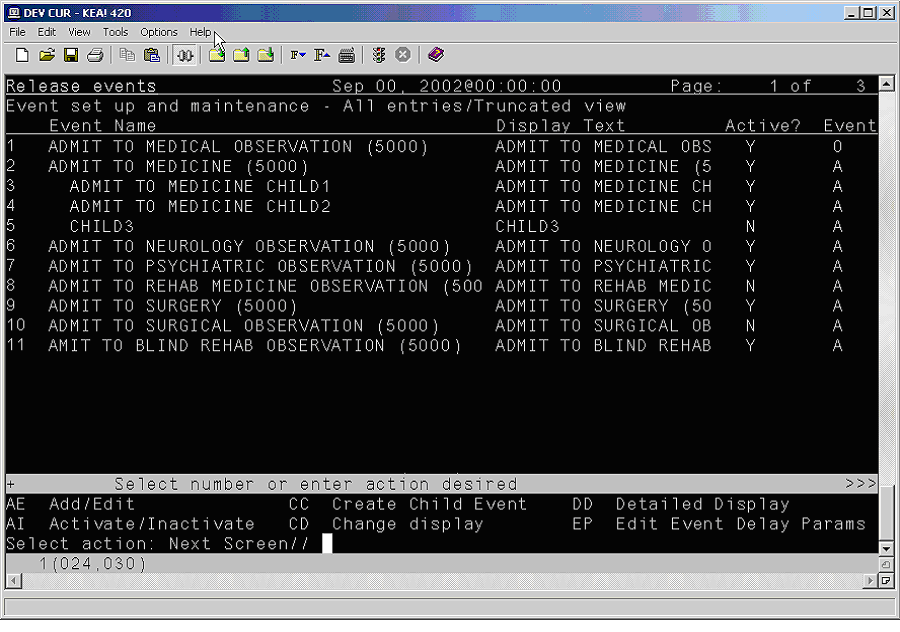 DEV CUR - KEA! 420
File Edit View Tools Options Help
Release events Sep 00, 2002@00:00:00 Page: 1 of 3
Event set up and maintenance - All entries/Truncated view
Event Name Display Text Active? Event
1 ADMIT TO MEDICAL OBSERVATION (5000) ADMIT TO MEDICAL OBS Y O
2 ADMIT TO MEDICINE (5000) ADMIT TO MEDICINE (5 Y A
3 ADMIT TO MEDICINE CHILD1 ADMIT TO MEDICINE CH Y A
4 ADMIT TO MEDICINE CHILD2 ADMIT TO MEDICINE CH Y A
5 CHILD3 CHILD3 N A
6 ADMIT TO NEUROLOGY OBSERVATION (5000) ADMIT TO NEUROLOGY O Y A
7 ADMIT TO PSYCHIATRIC OBSERVATION (5000) ADMIT TO PSYCHIATRIC Y A
8 ADMIT TO REHAB MEDICINE OBSERVATION (500 ADMIT TO REHAB MEDIC N A
9 ADMIT TO SURGERY (5000) ADMIT TO SURGERY (50 Y A
10 ADMIT TO SURGICAL OBSERVATION (5000) ADMIT TO SURGICAL OB N A
11 AMIT TO BLIND REHAB OBSERVATION (5000) ADMIT TO BLIND REHAB Y A
+ Select number or enter action desired >>>
AE Add/Edit CC Create Child Event DD Detailed Display
AI Activate/Inactivate CD Change display EP Edit Event Delay Params
Select action: Next Screen//
1(024,030)